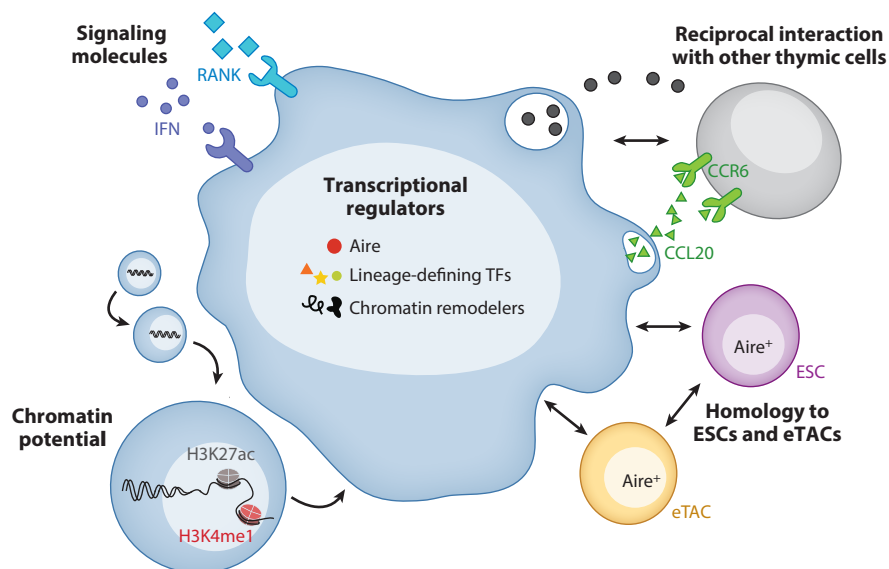 Signaling
molecules
RANK
IFN
Reciprocal interaction
with other thymic cells
CCR6
CCL20
Transcriptional
regulators
Aire
Lineage-defining TFs
Chromatin remodelers
Aire⁺
ESC
Homology to
ESCs and eTACs
Aire⁺
eTAC
Chromatin
potential
H3K27ac
H3K4me1